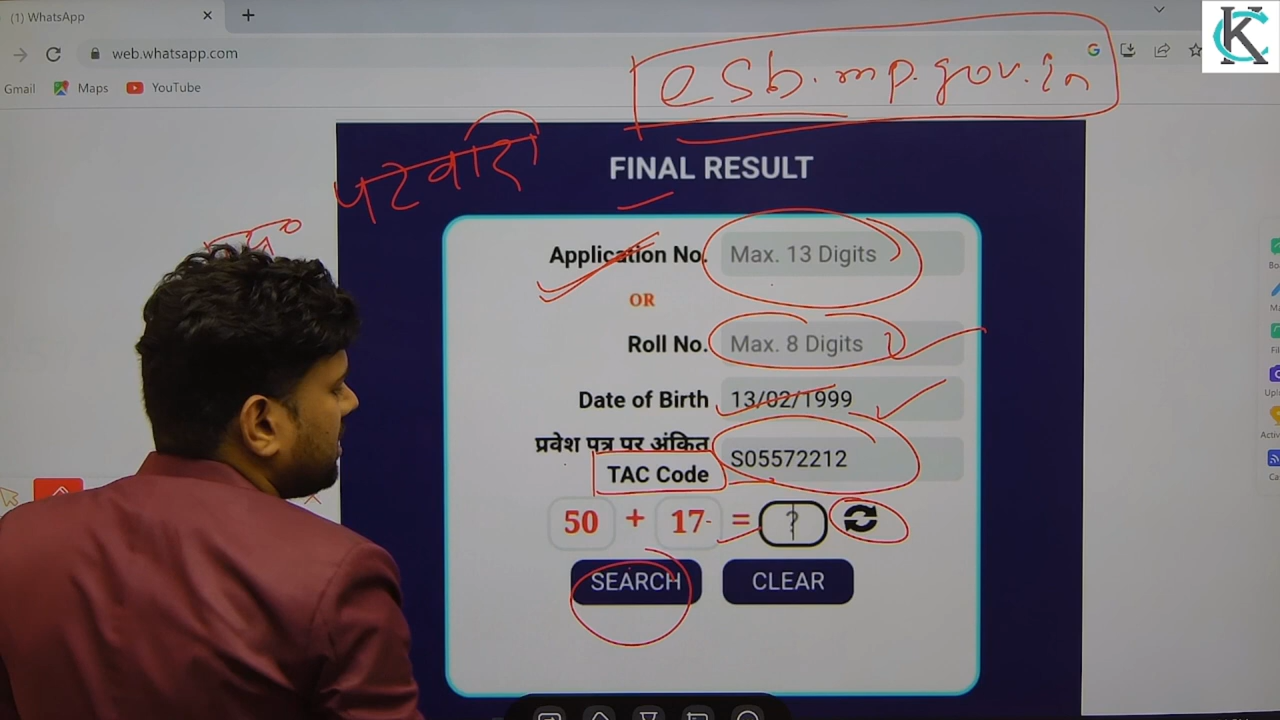 (1) WhatsApp
web.whatsapp.com
esb.mp.gov.in
Gmail Maps YouTube
पटवारी
FINAL RESULT
Application No. Max. 13 Digits
OR
Roll No. Max. 8 Digits
Date of Birth 13/02/1999
प्रवेश पत्र पर अंकित
TAC Code S05572212
50 + 17 = ?
SEARCH CLEAR